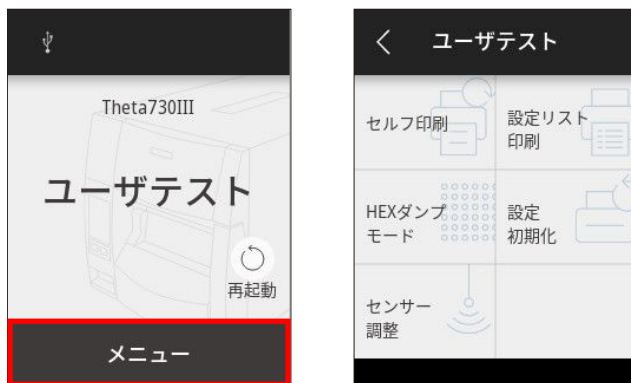 Theta730III
ユーザテスト
再起動
メニュー
ユーザテスト
セルフ印刷
設定リスト
印刷
HEXダンプ
モード
設定
初期化
センサー
調整